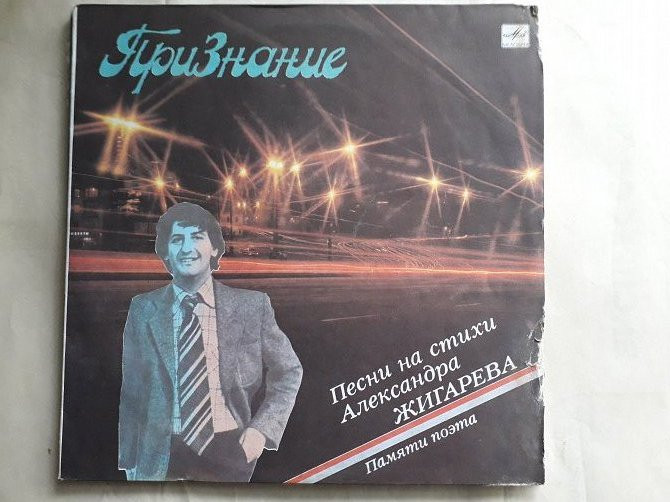 ПриЗнание
Песни на стихи
Александра
ЖИГАРЕВА
Памяти поэта